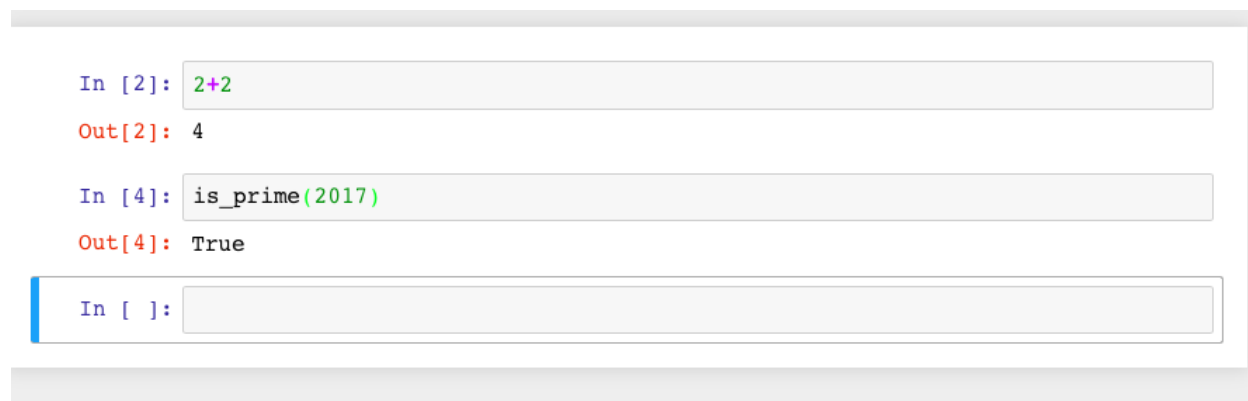 In [2]: 2+2
Out[2]: 4
In [4]: is_prime(2017)
Out[4]: True
In [ ]: